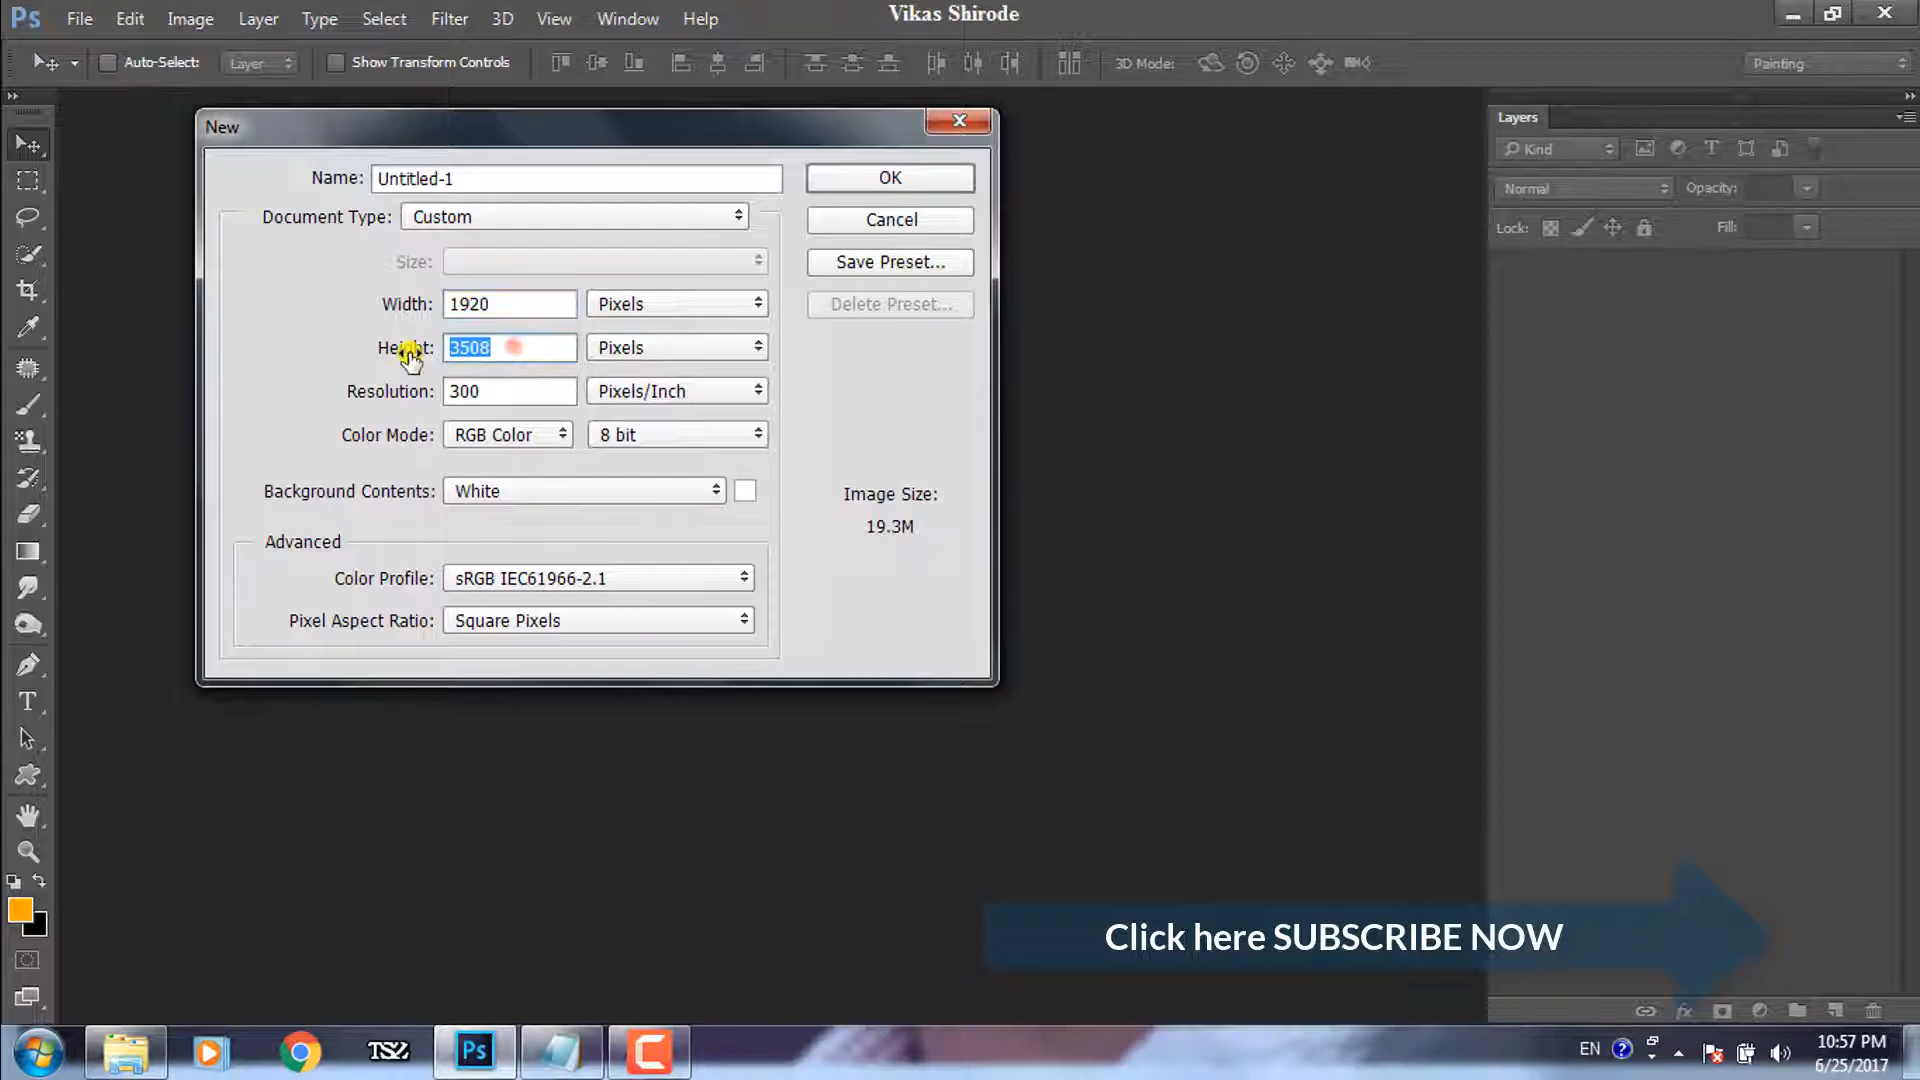 Ps File Edit Image Layer Type Select Filter 3D View Window Help
Vikas Shirode
Auto-Select: Layer Show Transform Controls 3D Mode: Painting
New
Name: Untitled-1 OK
Document Type: Custom Cancel
Size: Save Preset...
Width: 1920 Pixels Delete Preset...
Height: 3508 Pixels
Resolution: 300 Pixels/Inch
Color Mode: RGB Color 8 bit
Background Contents: White
Image Size:
19.3M
Advanced
Color Profile: sRGB IEC61966-2.1
Pixel Aspect Ratio: Square Pixels
Layers
Kind
Normal Opacity:
Lock: Fill:
Click here SUBSCRIBE NOW
fx
TS2 Ps EN 10:57 PM
6/25/2017